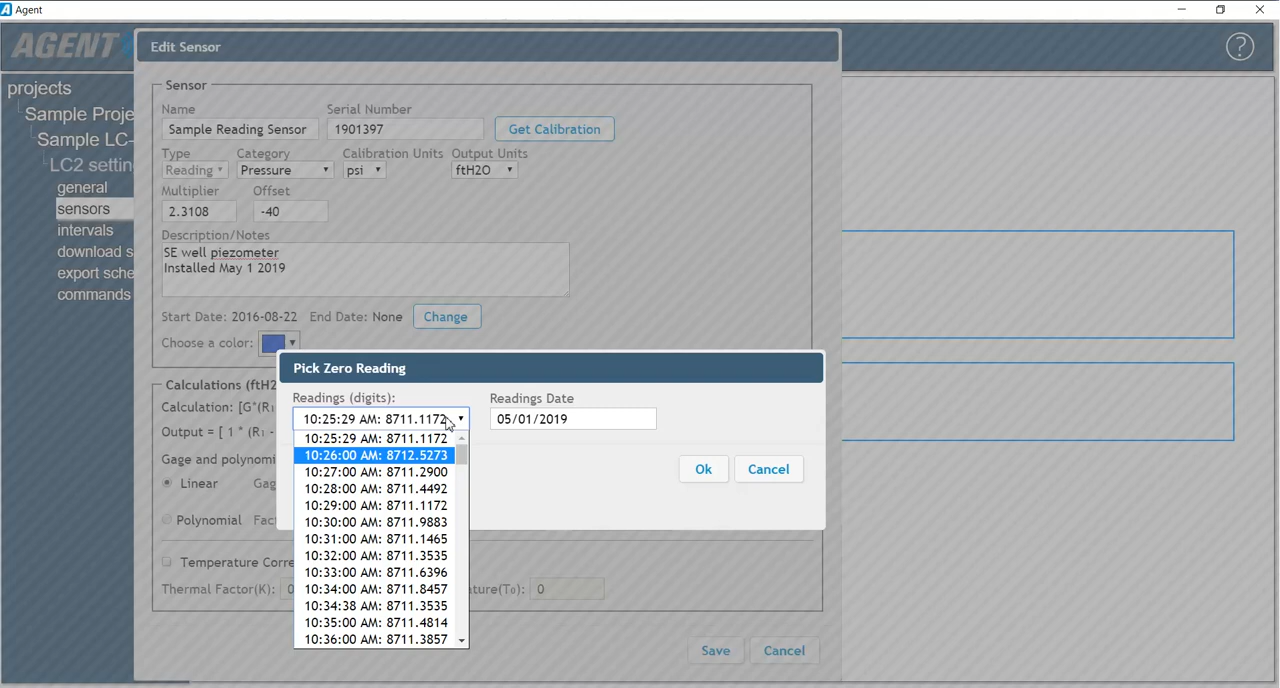 Agent
AGENT
Edit Sensor
?
projects
Sample Proje
Sample LC-
LC2 settin
general
sensors
intervals
download s
export sche
commands
Sensor
Name Serial Number
Sample Reading Sensor 1901397 Get Calibration
Type Category Calibration Units Output Units
Reading Pressure psi ftH2O
Multiplier Offset
2.3108 -40
Description/Notes
SE well piezometer
Installed May 1 2019
Start Date: 2016-08-22 End Date: None Change
Choose a color:
Calculations (ftH2
Calculation: [G*(R₁
Output = [ 1 * (R₁ -
Gage and polynomi
Linear Gag
Polynomial Fac
Temperature Corre
Thermal Factor(K): 0 ature(T₀): 0
Save Cancel
Pick Zero Reading
Readings (digits): Readings Date
10:25:29 AM: 8711.1172 05/01/2019
10:25:29 AM: 8711.1172
10:26:00 AM: 8712.5273
10:27:00 AM: 8711.2900
10:28:00 AM: 8711.4492
10:29:00 AM: 8711.1172
10:30:00 AM: 8711.9883
10:31:00 AM: 8711.1465
10:32:00 AM: 8711.3535
10:33:00 AM: 8711.6396
10:34:00 AM: 8711.8457
10:34:38 AM: 8711.3535
10:35:00 AM: 8711.4814
10:36:00 AM: 8711.3857
Ok Cancel